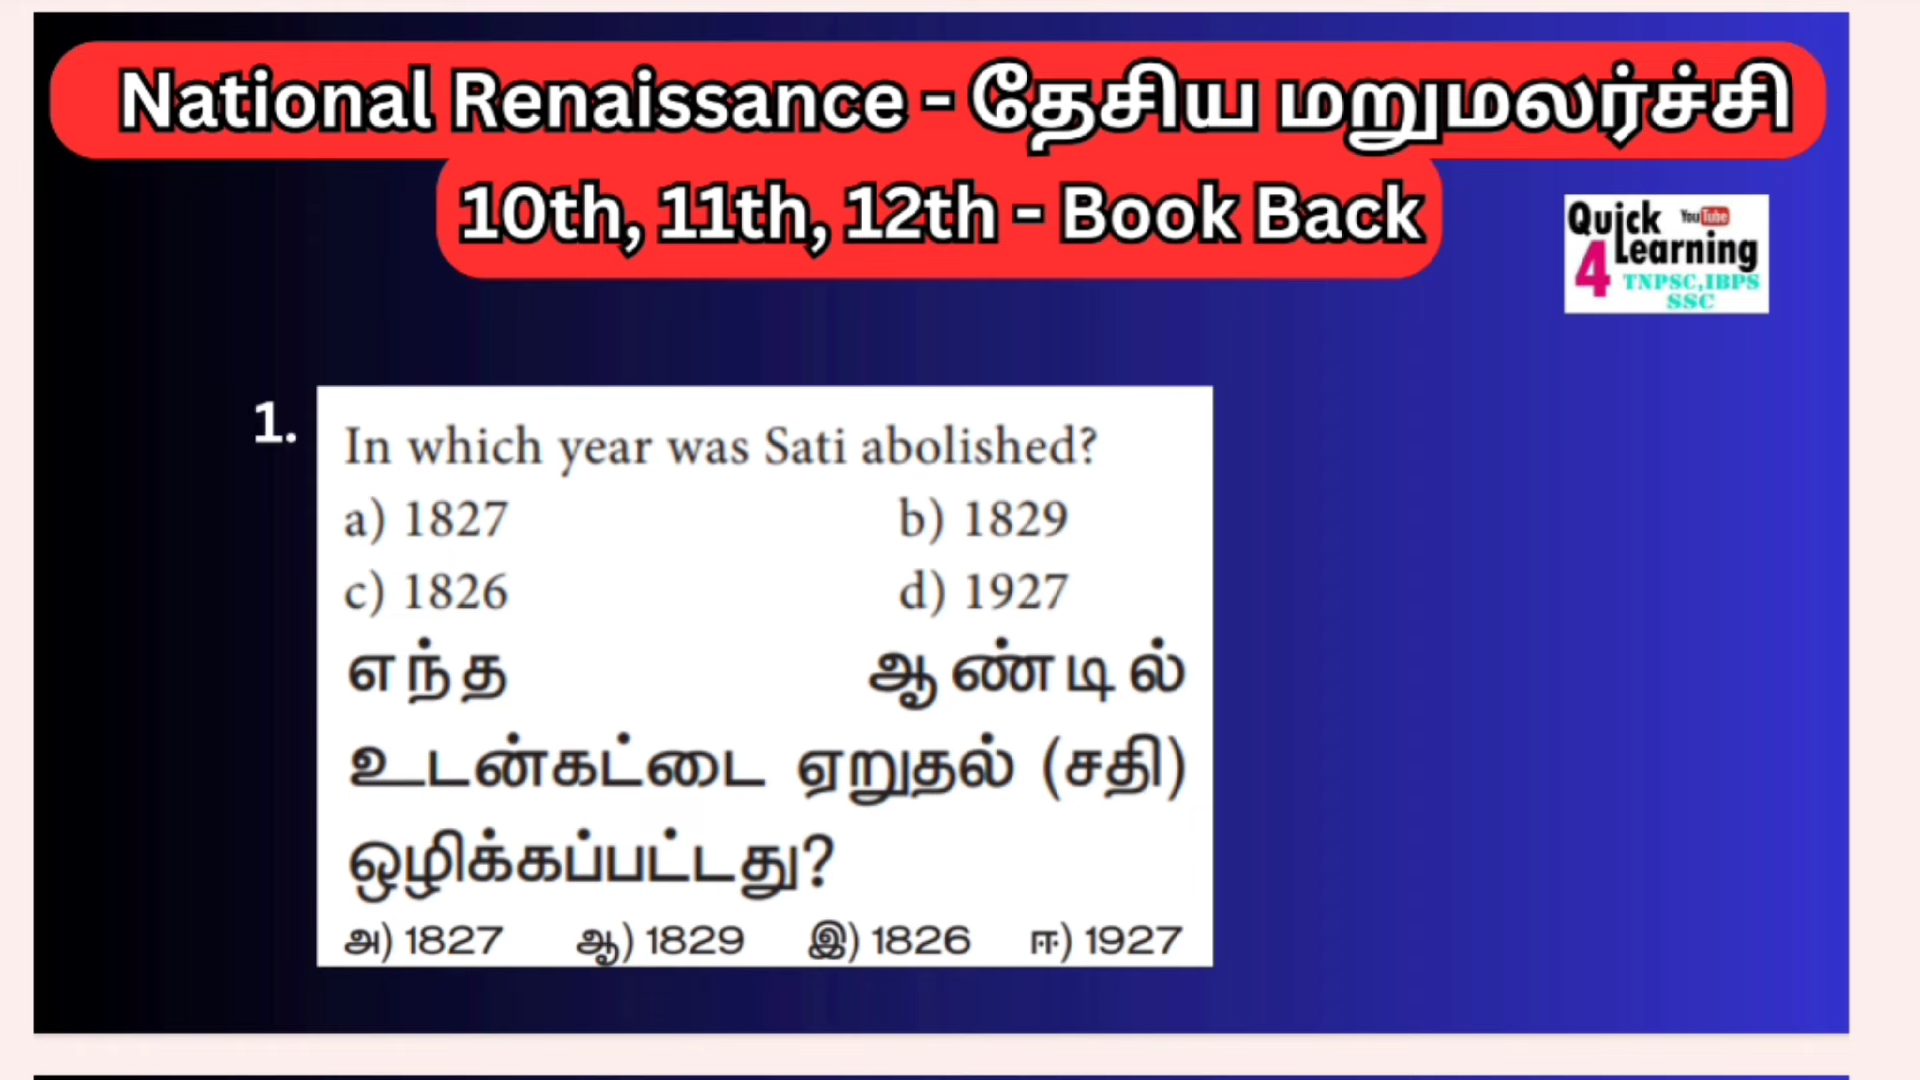 National Renaissance - தேசிய மறுமலர்ச்சி
10th, 11th, 12th - Book Back
Quick YouTube
4 Learning
TNPSC,IBPS
SSC
1.
In which year was Sati abolished?
a) 1827 b) 1829
c) 1826 d) 1927
எந்த ஆண்டில்
உடன்கட்டை ஏறுதல் (சதி)
ஒழிக்கப்பட்டது?
அ) 1827 ஆ) 1829 இ) 1826 ஈ) 1927